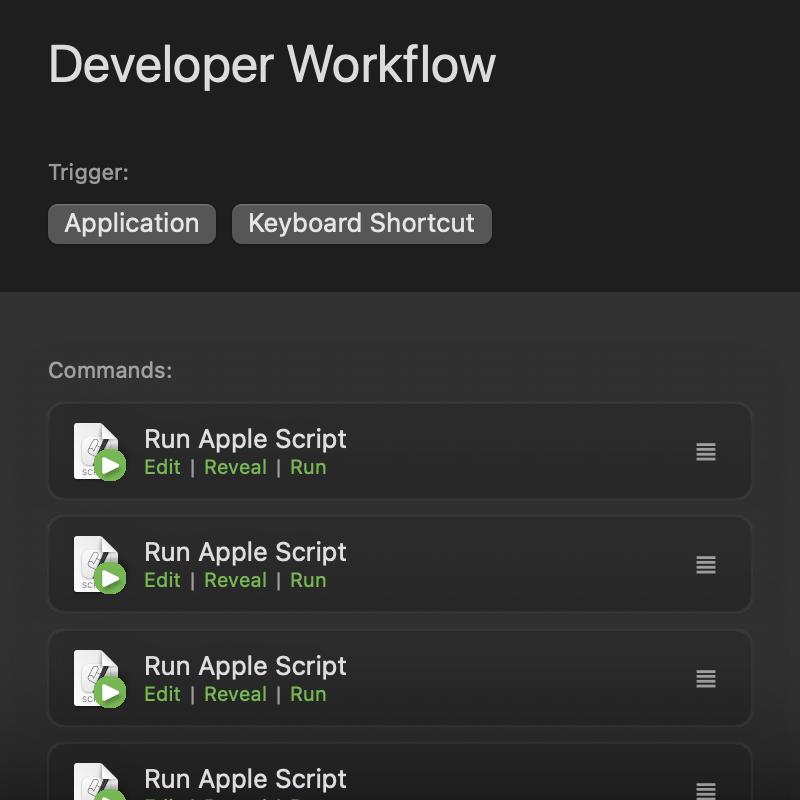 Developer Workflow
Trigger:
Application
Keyboard Shortcut
Commands:
Run Apple Script
Edit | Reveal | Run
Run Apple Script
Edit | Reveal | Run
Run Apple Script
Edit | Reveal | Run
Run Apple Script